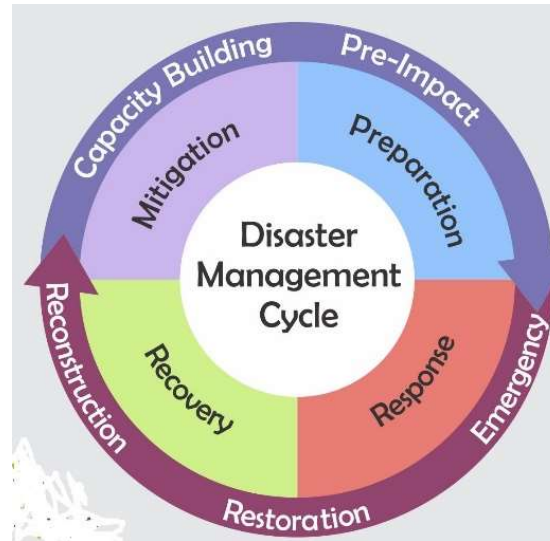 Capacity Building
Pre-Impact
Mitigation
Preparation
Disaster
Management
Cycle
Reconstruction
Recovery
Response
Emergency
Restoration